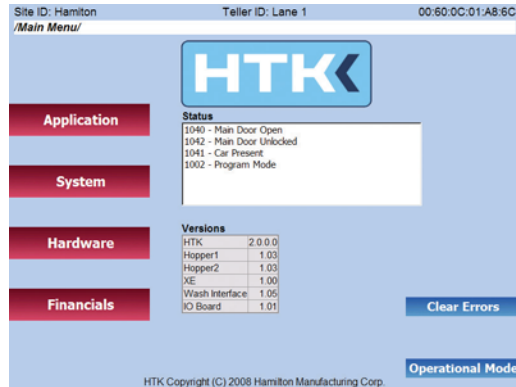 Site ID: Hamiton Teller ID: Lane 1 00:60:0C:01:A8:6C
/Main Menu/
HTK
Application
System
Hardware
Financials
Status
1040 - Main Door Open
1042 - Main Door Unlocked
1041 - Car Present
1002 - Program Mode
Versions
HTK 2.0.0.0
Hopper1 1.03
Hopper2 1.03
XE 1.00
Wash Interface 1.05
IO Board 1.01
Clear Errors
Operational Mode
HTK Copyright (C) 2008 Hamilton Manufacturing Corp.